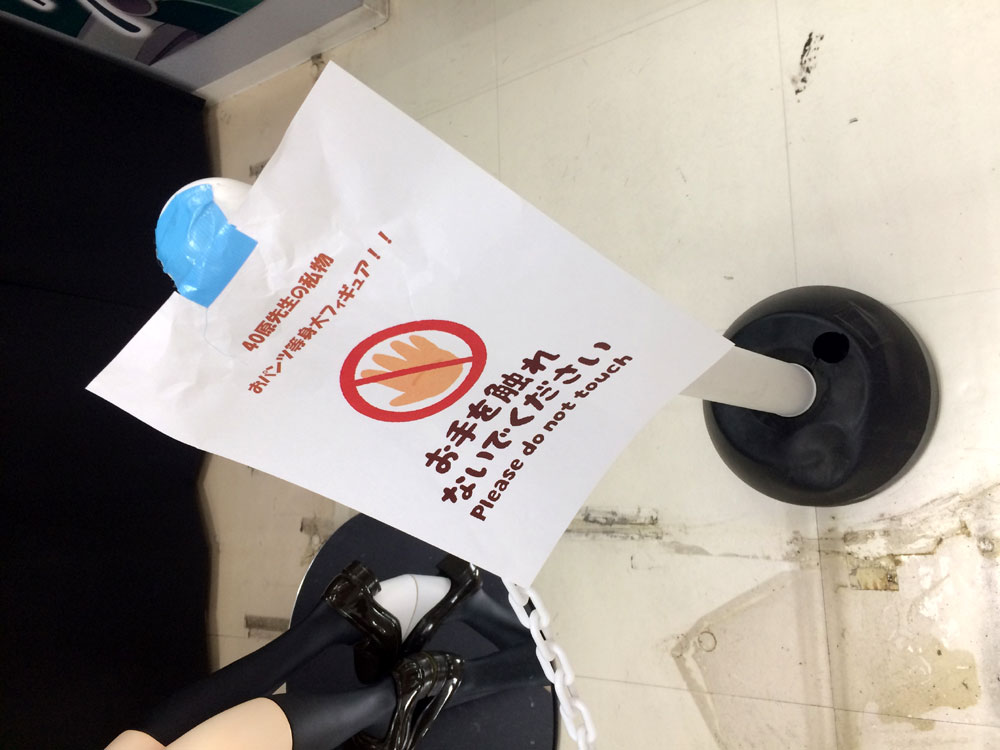 40原先生の私物
おパンツ等身大フィギュア！！
お手を触れ
ないでください
Please do not touch